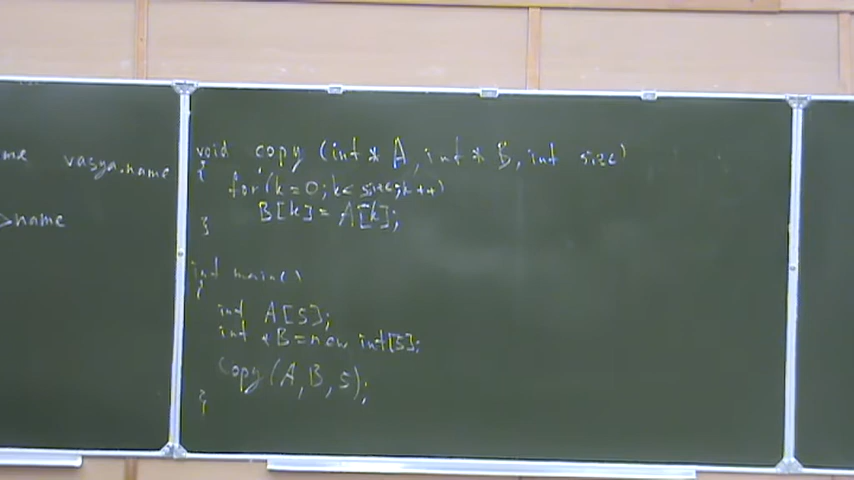 me vasya.name
>name
void copy (int * A, int * B, int size)
{
for(k=0; k< size; k++)
B[k] = A[k];
}
int main()
{
int A[5];
int *B = new int[5];
Copy(A, B, 5);
}